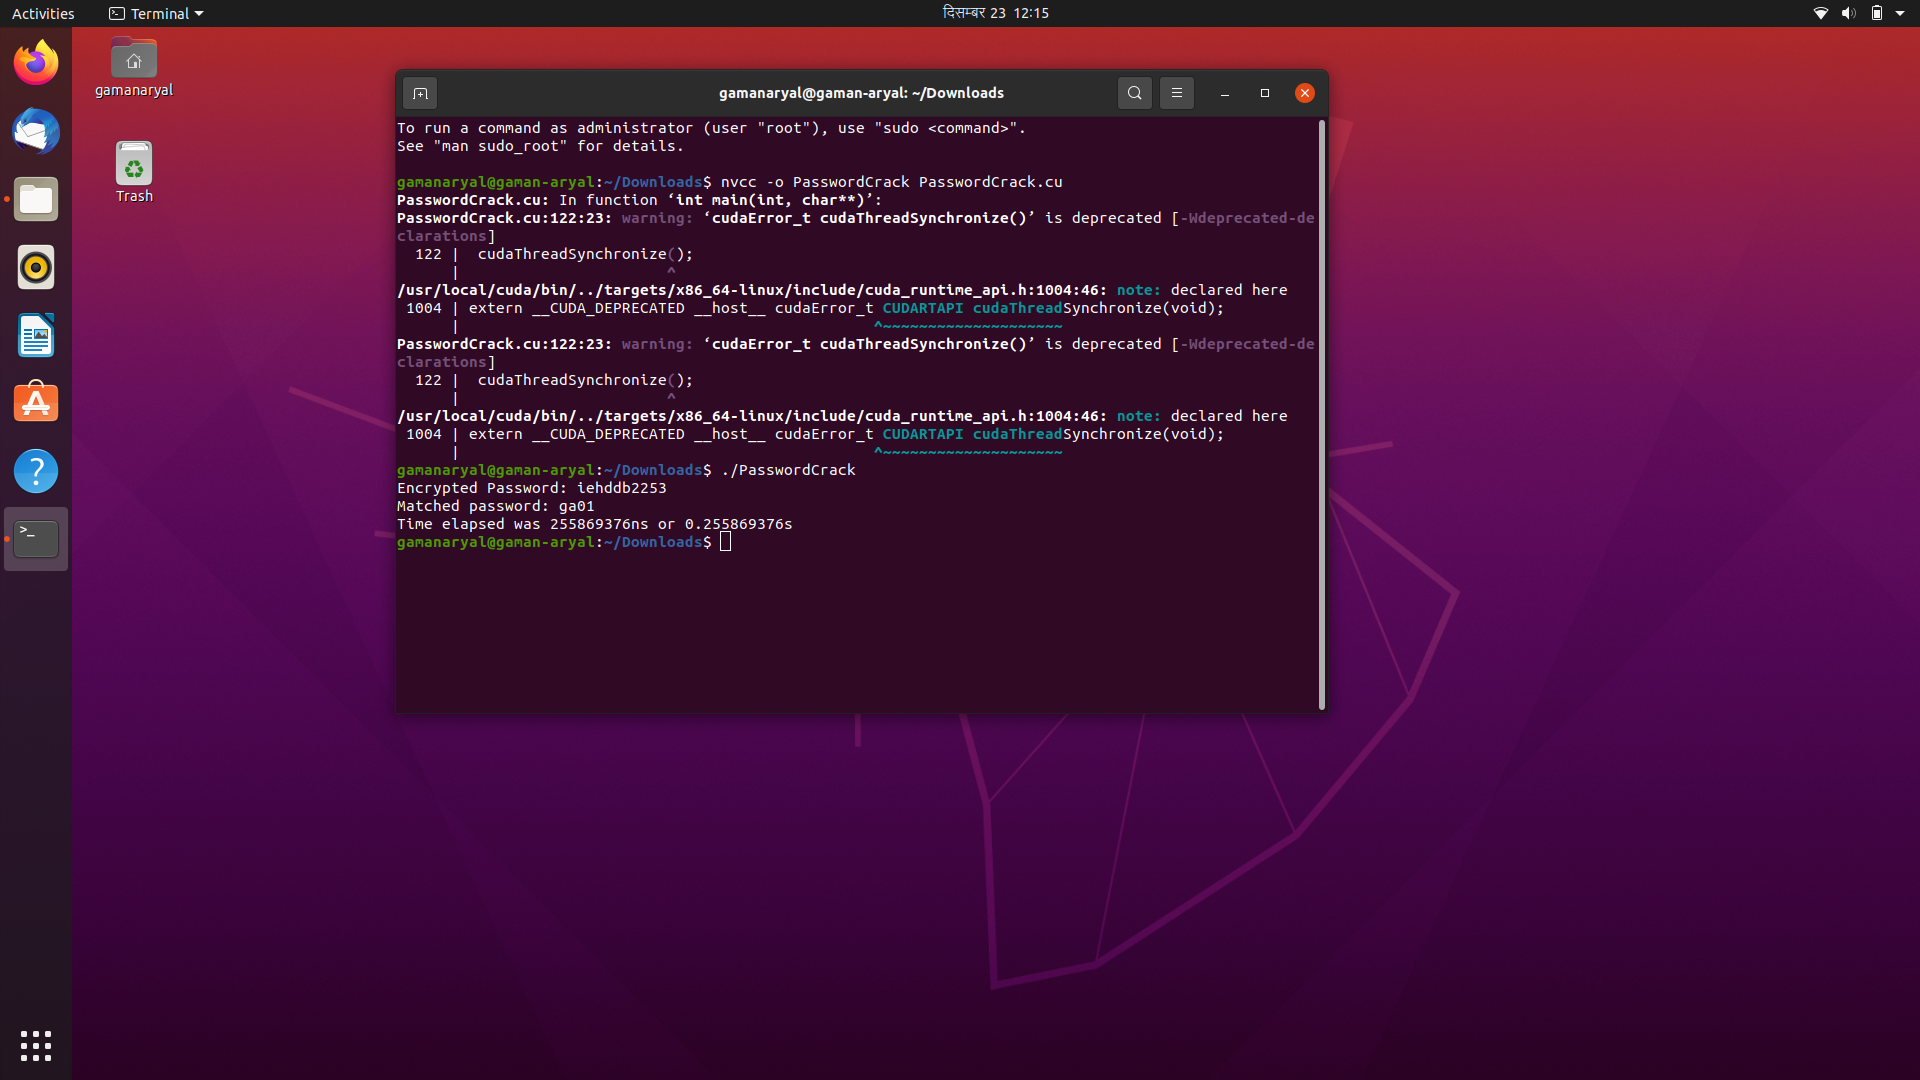 Activities
Terminal
दिसम्बर 23 12:15
gamanaryal
Trash
gamanaryal@gaman-aryal: ~/Downloads
To run a command as administrator (user "root"), use "sudo <command>".
See "man sudo_root" for details.
gamanaryal@gaman-aryal:~/Downloads$ nvcc -o PasswordCrack PasswordCrack.cu
PasswordCrack.cu: In function ‘int main(int, char**)’:
PasswordCrack.cu:122:23: warning: ‘cudaError_t cudaThreadSynchronize()’ is deprecated [-Wdeprecated-de
clarations]
  122 |  cudaThreadSynchronize();
      |                       ^
/usr/local/cuda/bin/../targets/x86_64-linux/include/cuda_runtime_api.h:1004:46: note: declared here
 1004 | extern __CUDA_DEPRECATED __host__ cudaError_t CUDARTAPI cudaThreadSynchronize(void);
      |                                              ^~~~~~~~~~~~~~~~~~~~~
PasswordCrack.cu:122:23: warning: ‘cudaError_t cudaThreadSynchronize()’ is deprecated [-Wdeprecated-de
clarations]
  122 |  cudaThreadSynchronize();
      |                       ^
/usr/local/cuda/bin/../targets/x86_64-linux/include/cuda_runtime_api.h:1004:46: note: declared here
 1004 | extern __CUDA_DEPRECATED __host__ cudaError_t CUDARTAPI cudaThreadSynchronize(void);
      |                                              ^~~~~~~~~~~~~~~~~~~~~
gamanaryal@gaman-aryal:~/Downloads$ ./PasswordCrack
Encrypted Password: iehddb2253
Matched password: ga01
Time elapsed was 255869376ns or 0.255869376s
gamanaryal@gaman-aryal:~/Downloads$